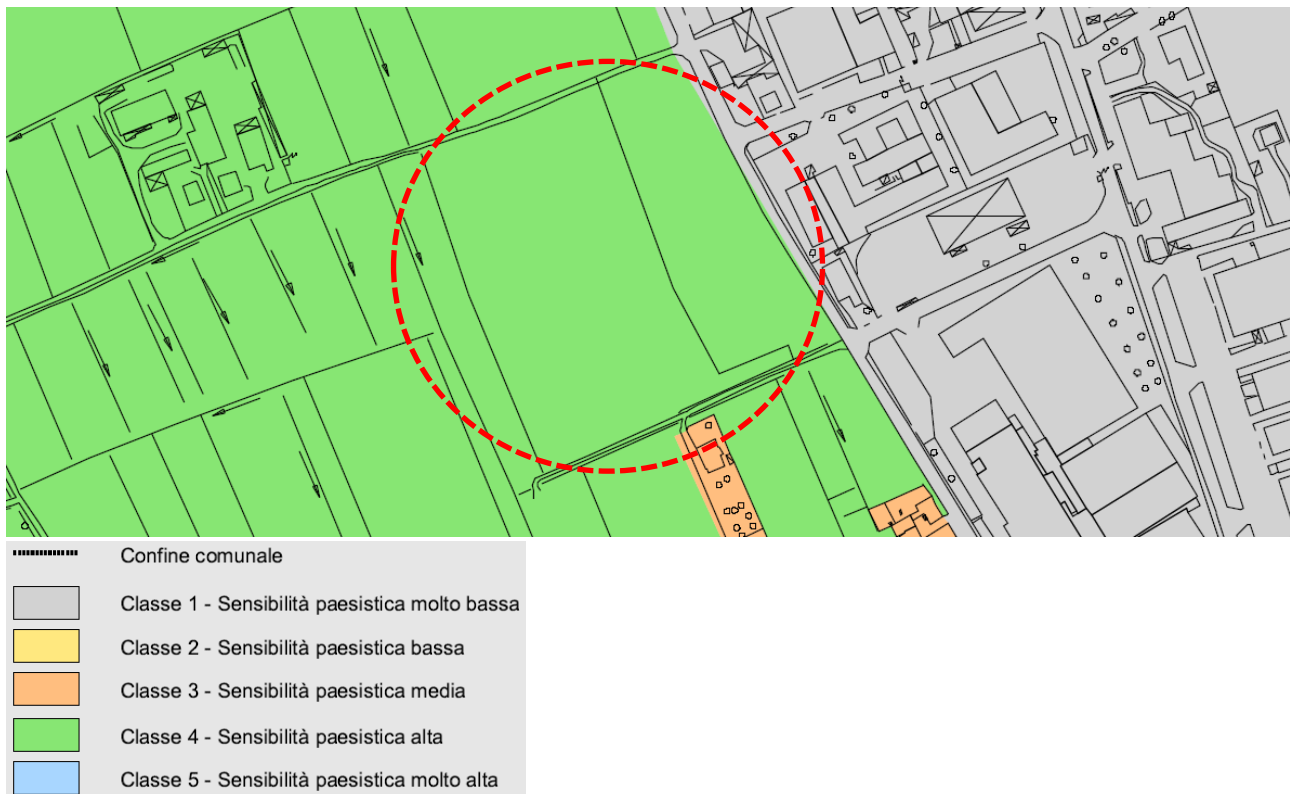 Confine comunale
Classe 1 - Sensibilità paesistica molto bassa
Classe 2 - Sensibilità paesistica bassa
Classe 3 - Sensibilità paesistica media
Classe 4 - Sensibilità paesistica alta
Classe 5 - Sensibilità paesistica molto alta